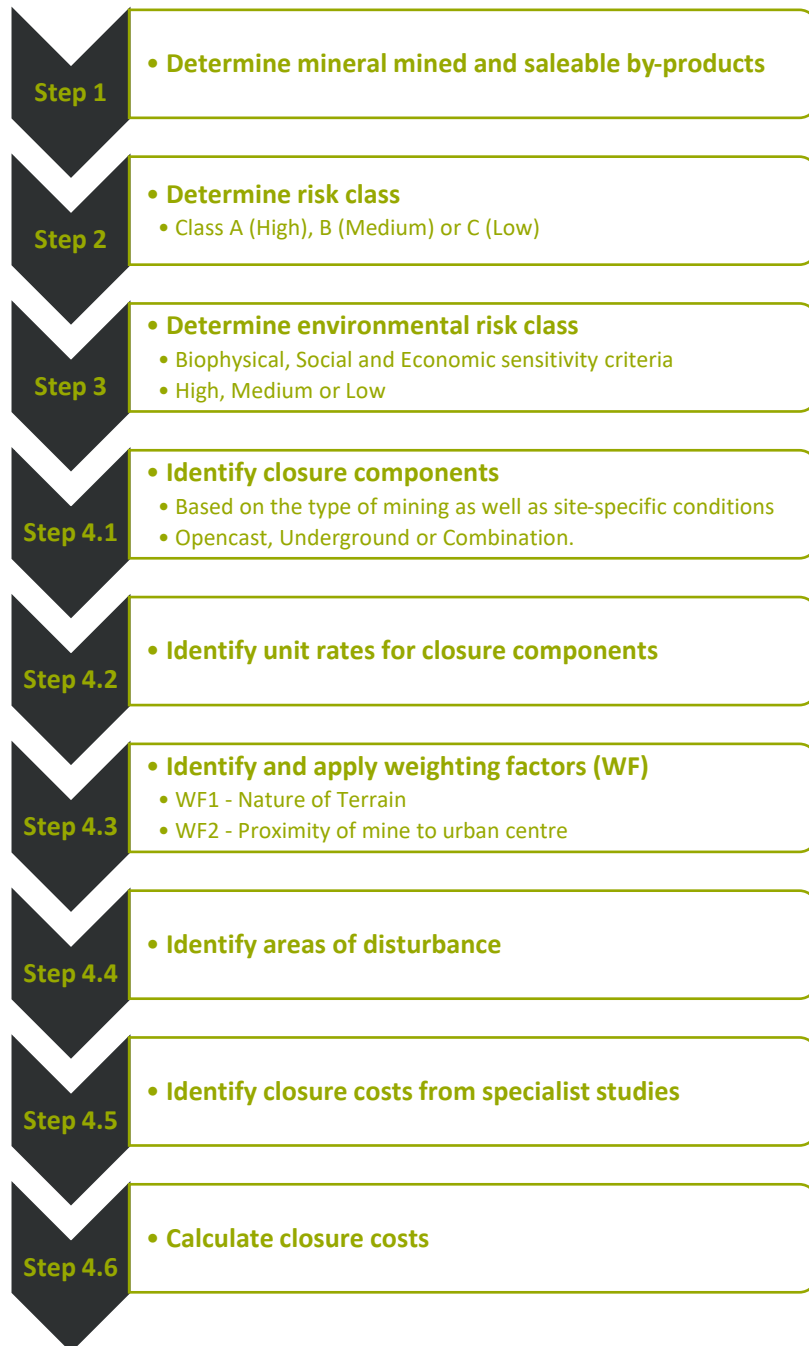 Step 1
• Determine mineral mined and saleable by-products
Step 2
• Determine risk class
• Class A (High), B (Medium) or C (Low)
Step 3
• Determine environmental risk class
• Biophysical, Social and Economic sensitivity criteria
• High, Medium or Low
Step 4.1
• Identify closure components
• Based on the type of mining as well as site-specific conditions
• Opencast, Underground or Combination.
Step 4.2
• Identify unit rates for closure components
Step 4.3
• Identify and apply weighting factors (WF)
• WF1 - Nature of Terrain
• WF2 - Proximity of mine to urban centre
Step 4.4
• Identify areas of disturbance
Step 4.5
• Identify closure costs from specialist studies
Step 4.6
• Calculate closure costs